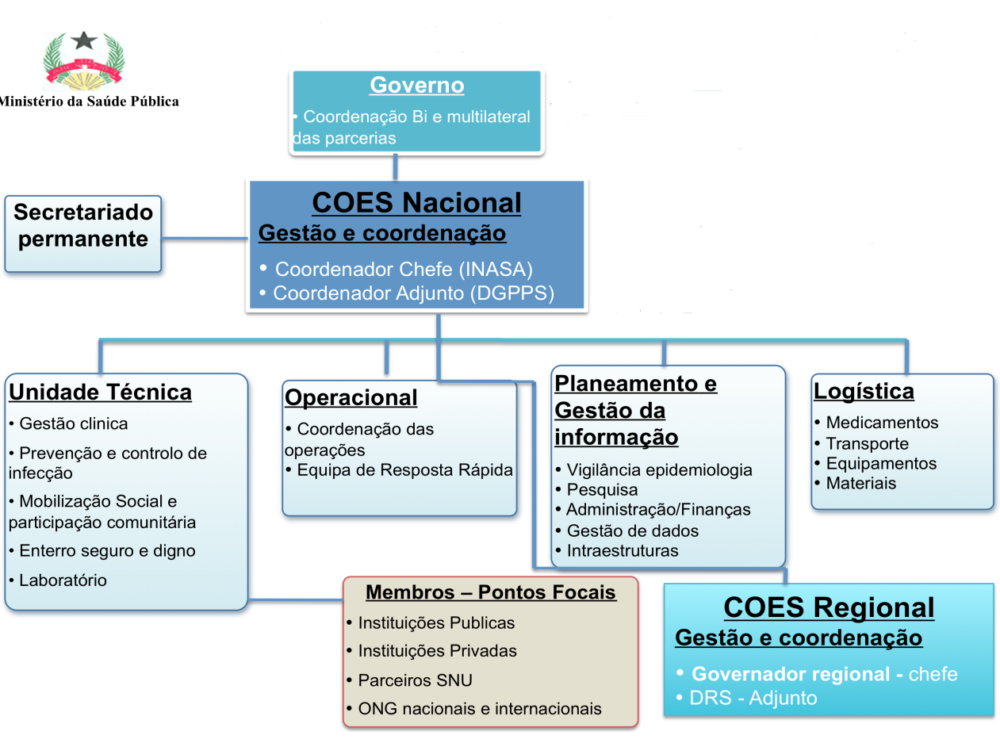 Ministério da Saúde Pública
Governo
• Coordenação Bi e multilateral
das parcerias
Secretariado
permanente
COES Nacional
Gestão e coordenação
• Coordenador Chefe (INASA)
• Coordenador Adjunto (DGPPS)
Unidade Técnica
• Gestão clinica
• Prevenção e controlo de
infecção
• Mobilização Social e
participação comunitária
• Enterro seguro e digno
• Laboratório
Operacional
• Coordenação das
operações
• Equipa de Resposta Rápida
Planeamento e
Gestão da
informação
• Vigilância epidemiologia
• Pesquisa
• Administração/Finanças
• Gestão de dados
• Intraestruturas
Logística
• Medicamentos
• Transporte
• Equipamentos
• Materiais
Membros – Pontos Focais
• Instituições Publicas
• Instituições Privadas
• Parceiros SNU
• ONG nacionais e internacionais
COES Regional
Gestão e coordenação
• Governador regional - chefe
• DRS - Adjunto